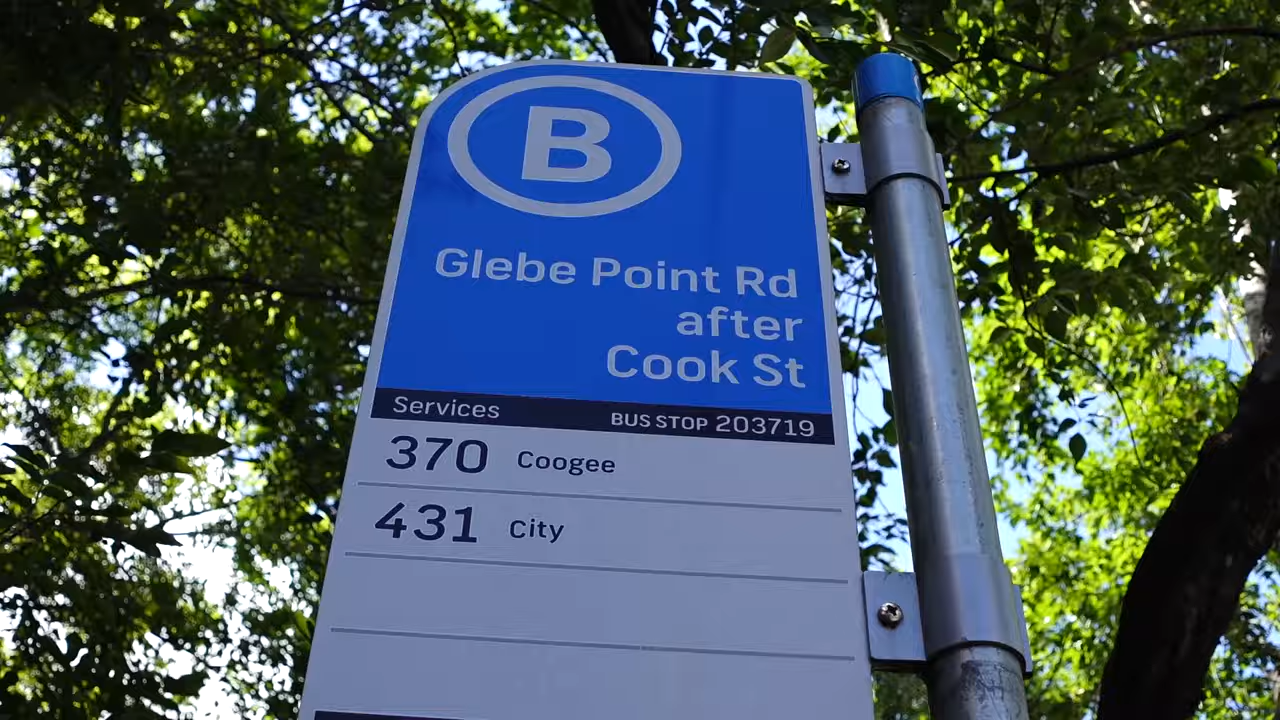 B
Glebe Point Rd
after
Cook St
Services BUS STOP 203719
370 Coogee
431 City